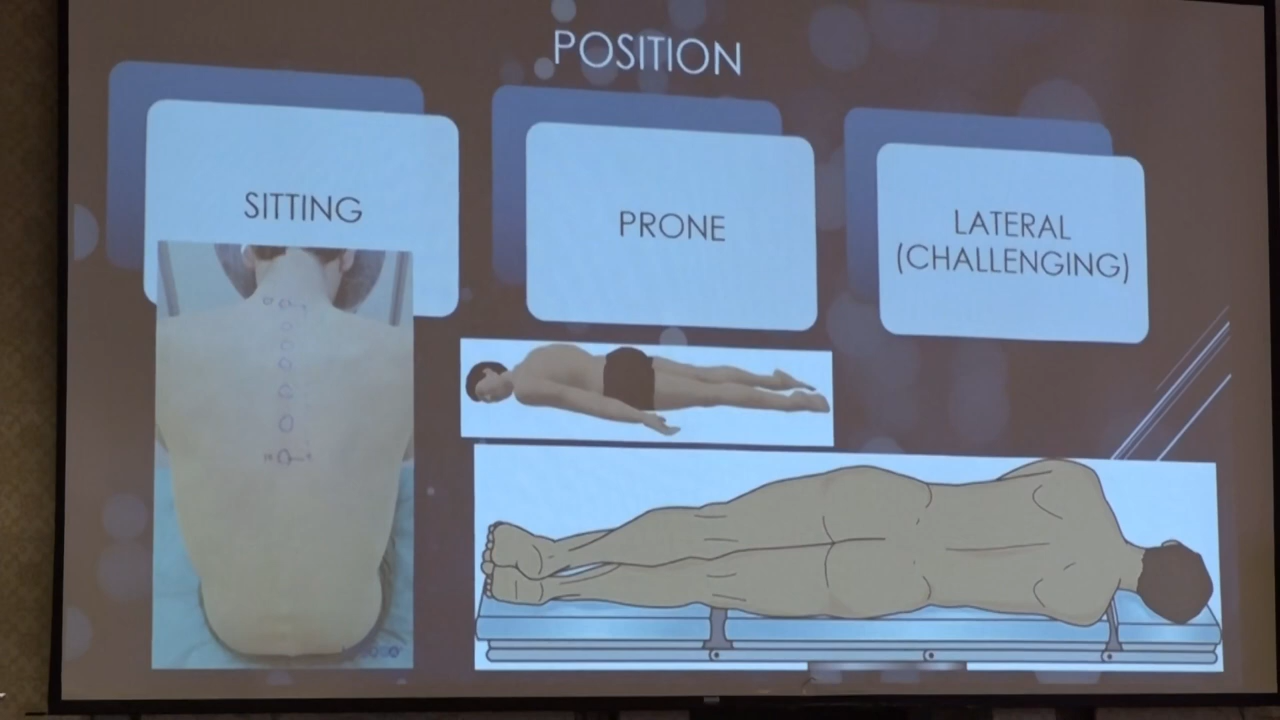 POSITION
SITTING
PRONE
LATERAL
(CHALLENGING)